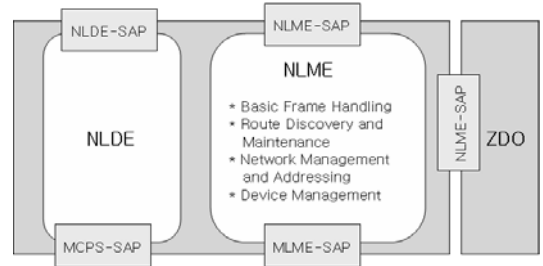 NLDE-SAP
NLME-SAP
NLME
* Basic Frame Handling
* Route Discovery and
Maintenance
* Network Management
and Addressing
* Device Management
NLDE
NLME-SAP
ZDO
MCPS-SAP
MLME-SAP